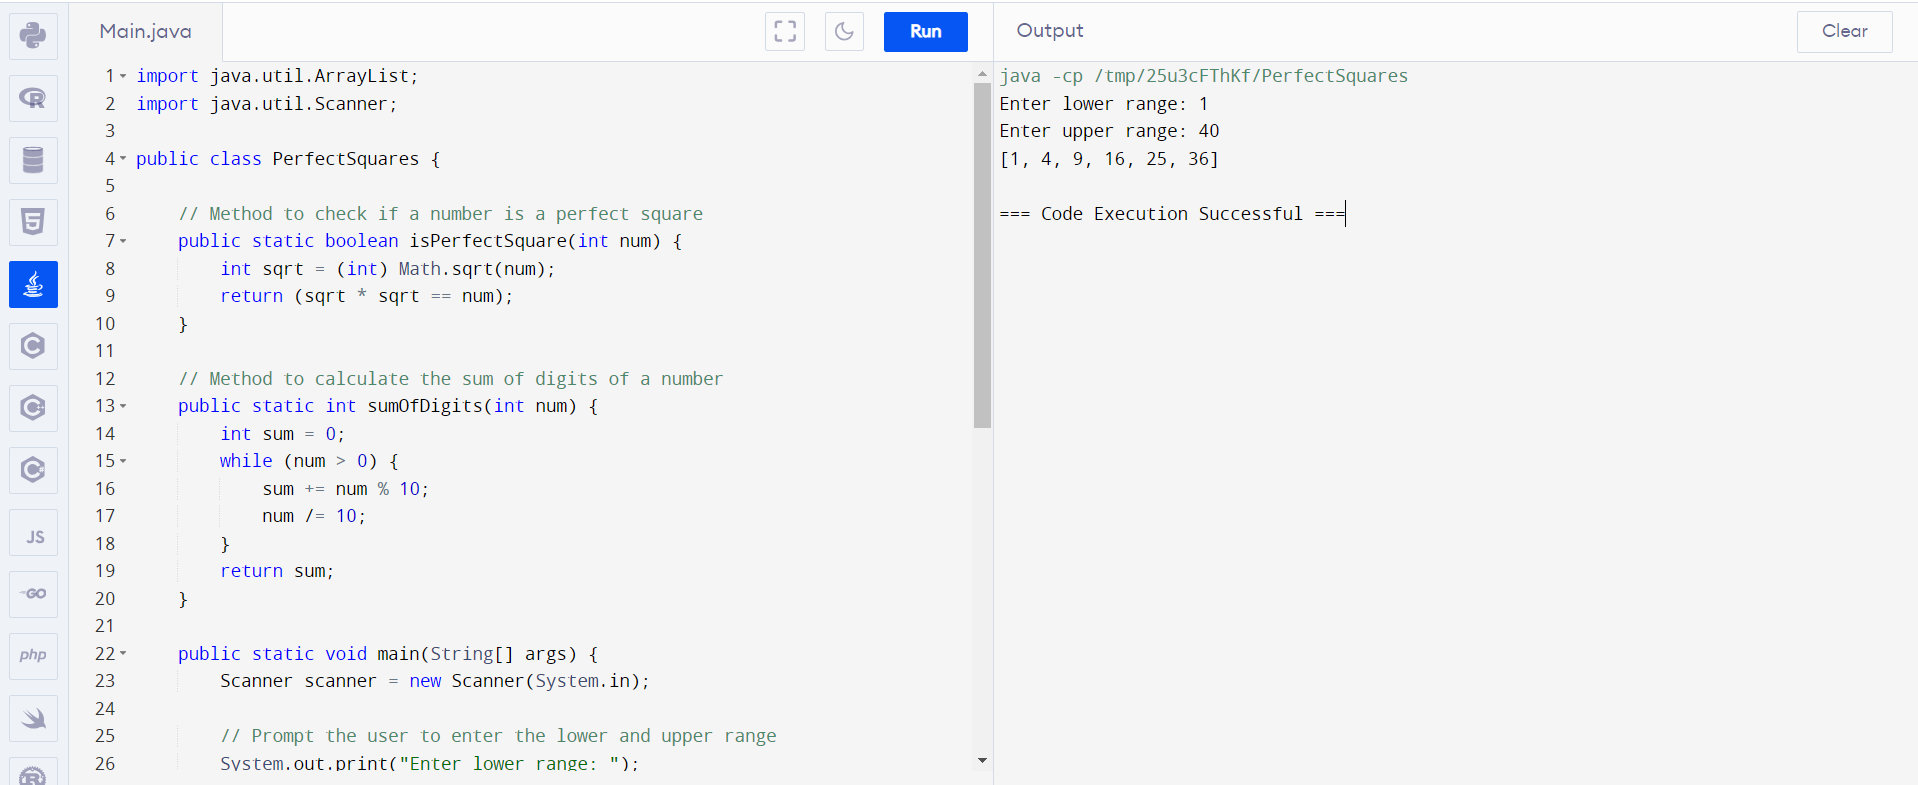 Main.java
Run
1 import java.util.ArrayList;
2 import java.util.Scanner;
3
4 public class PerfectSquares {
5
6 // Method to check if a number is a perfect square
7 public static boolean isPerfectSquare(int num) {
8 int sqrt = (int) Math.sqrt(num);
9 return (sqrt * sqrt == num);
10 }
11
12 // Method to calculate the sum of digits of a number
13 public static int sumOfDigits(int num) {
14 int sum = 0;
15 while (num > 0) {
16 sum += num % 10;
17 num /= 10;
18 }
19 return sum;
20 }
21
22 public static void main(String[] args) {
23 Scanner scanner = new Scanner(System.in);
24
25 // Prompt the user to enter the lower and upper range
26 System.out.print("Enter lower range: ");
Output
Clear
java -cp /tmp/25u3cFThKf/PerfectSquares
Enter lower range: 1
Enter upper range: 40
[1, 4, 9, 16, 25, 36]
=== Code Execution Successful ===
R
5
C
C
C
JS
GO
php
R